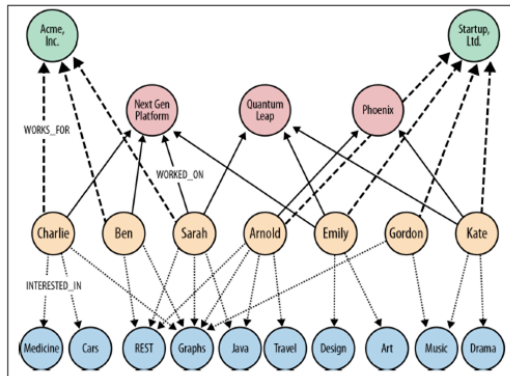 Acme,
Inc.
Startup,
Ltd.
Next Gen
Platform
Quantum
Leap
Phoenix
WORKS_FOR
WORKED_ON
Charlie
Ben
Sarah
Arnold
Emily
Gordon
Kate
INTERESTED_IN
Medicine
Cars
REST
Graphs
Java
Travel
Design
Art
Music
Drama